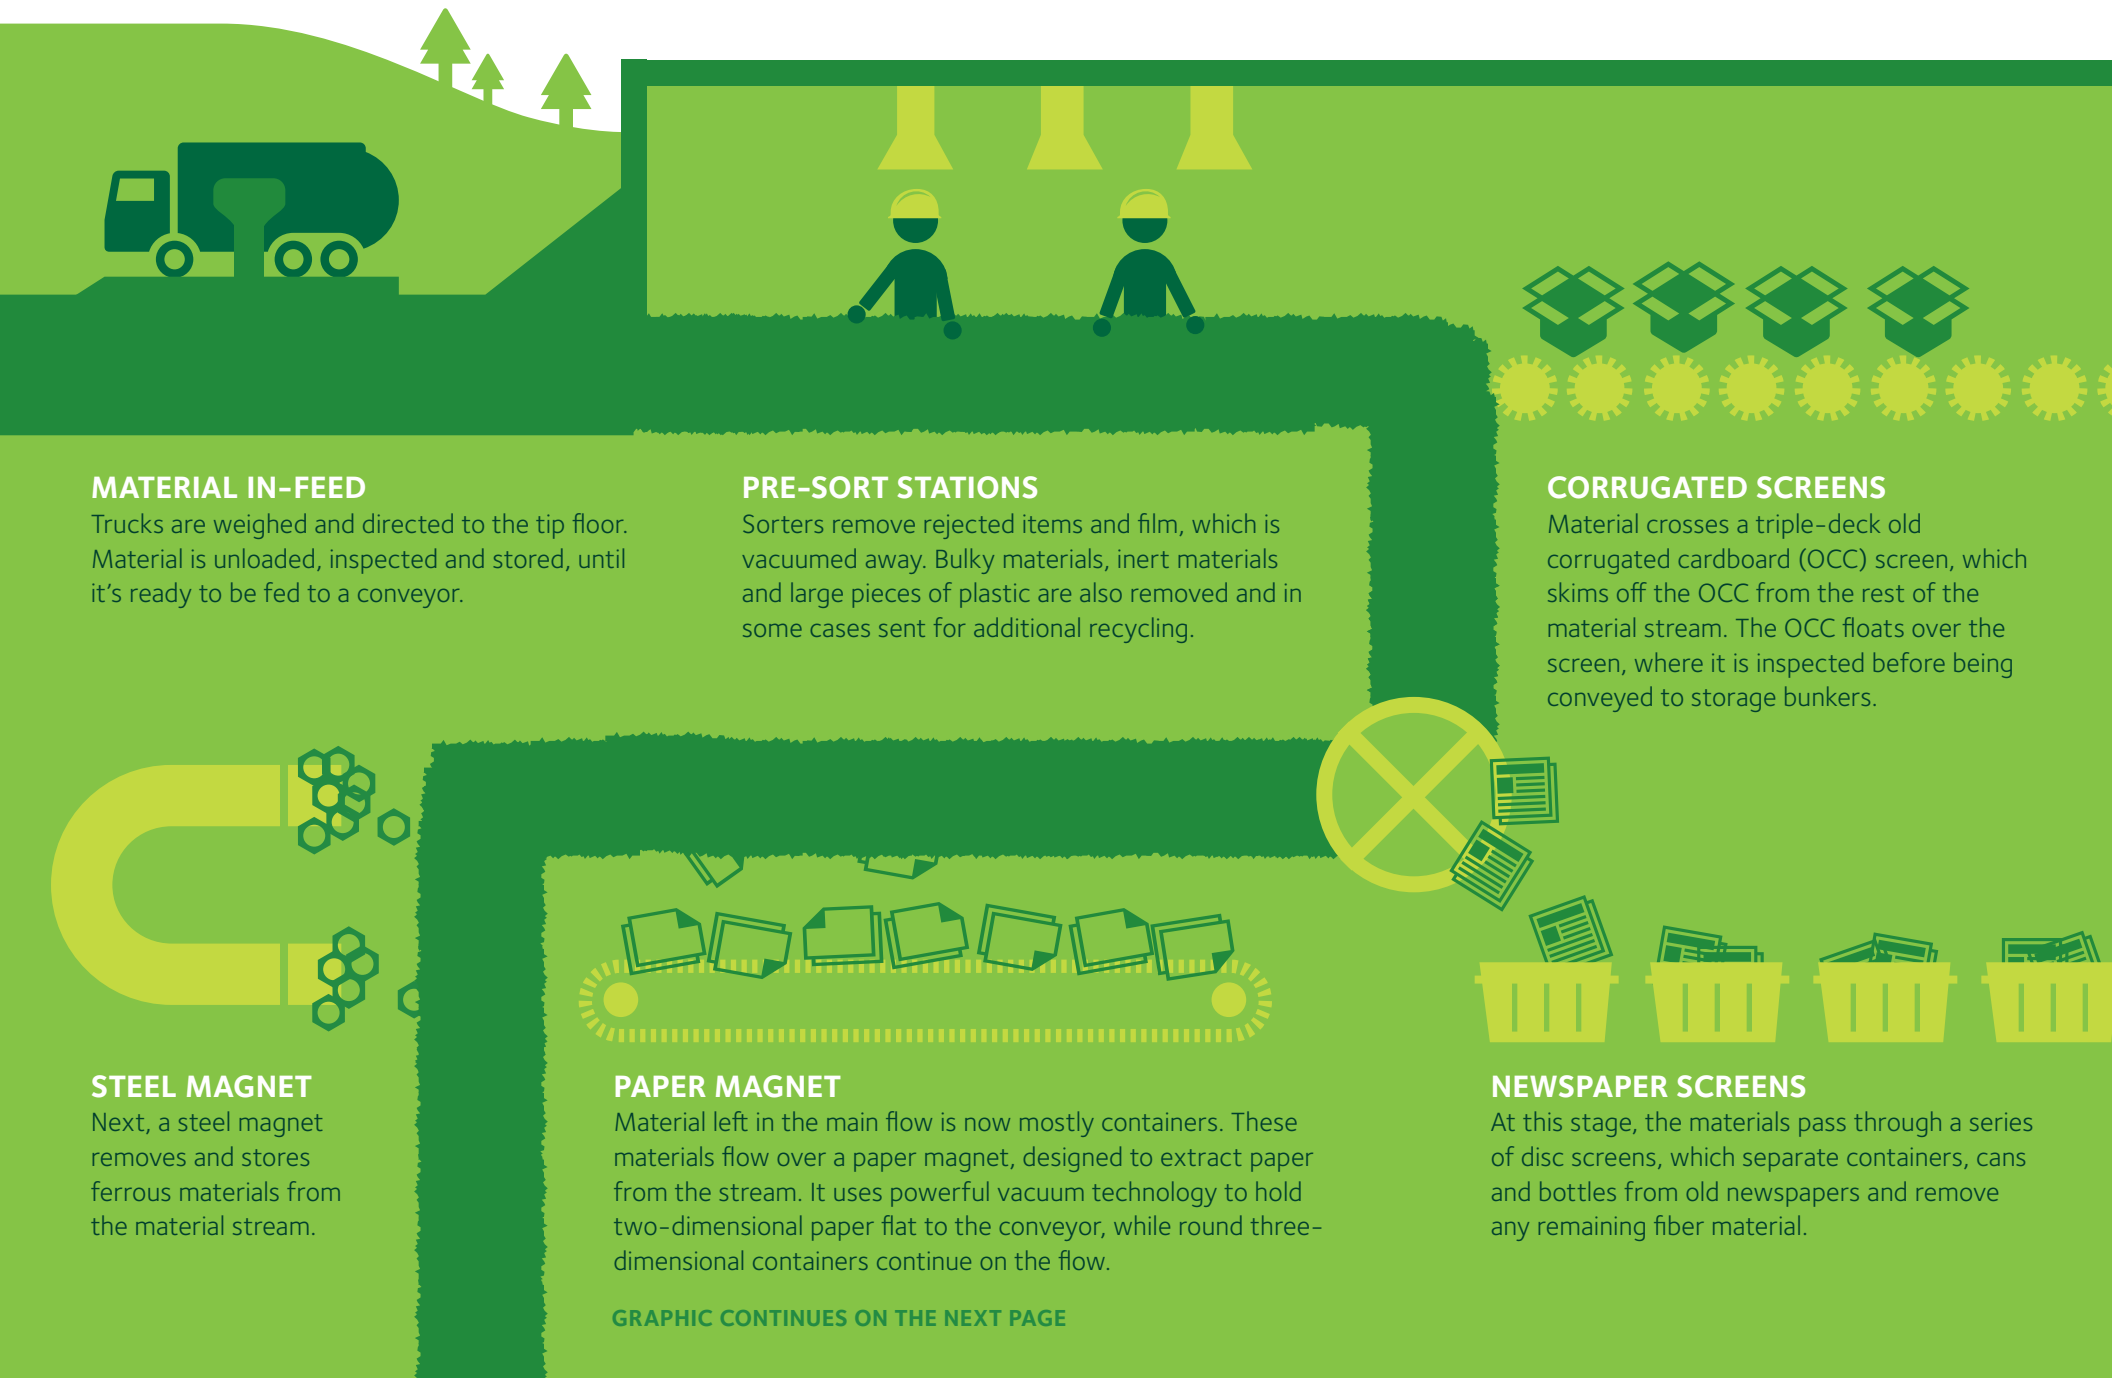 MATERIAL IN-FEED
Trucks are weighed and directed to the tip floor.
Material is unloaded, inspected and stored, until
it's ready to be fed to a conveyor.
PRE-SORT STATIONS
Sorters remove rejected items and film, which is
vacuumed away. Bulky materials, inert materials
and large pieces of plastic are also removed and in
some cases sent for additional recycling.
CORRUGATED SCREENS
Material crosses a triple-deck old
corrugated cardboard (OCC) screen, which
skims off the OCC from the rest of the
material stream. The OCC floats over the
screen, where it is inspected before being
conveyed to storage bunkers.
STEEL MAGNET
Next, a steel magnet
removes and stores
ferrous materials from
the material stream.
PAPER MAGNET
Material left in the main flow is now mostly containers. These
materials flow over a paper magnet, designed to extract paper
from the stream. It uses powerful vacuum technology to hold
two-dimensional paper flat to the conveyor, while round three-
dimensional containers continue on the flow.
GRAPHIC CONTINUES ON THE NEXT PAGE
NEWSPAPER SCREENS
At this stage, the materials pass through a series
of disc screens, which separate containers, cans
and bottles from old newspapers and remove
any remaining fiber material.